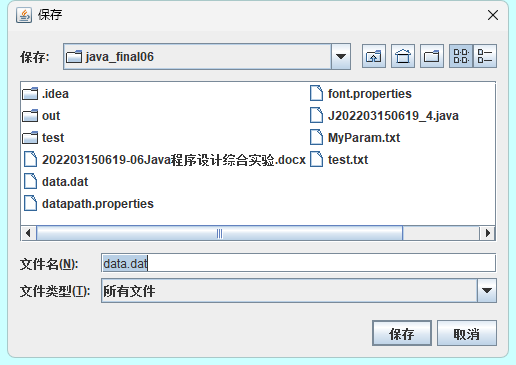 保存
保存: java_final06
.idea
out
test
202203150619-06Java程序设计综合实验.docx
data.dat
datapath.properties
font.properties
J202203150619_4.java
MyParam.txt
test.txt
文件名(N): data.dat
文件类型(T): 所有文件
保存 取消